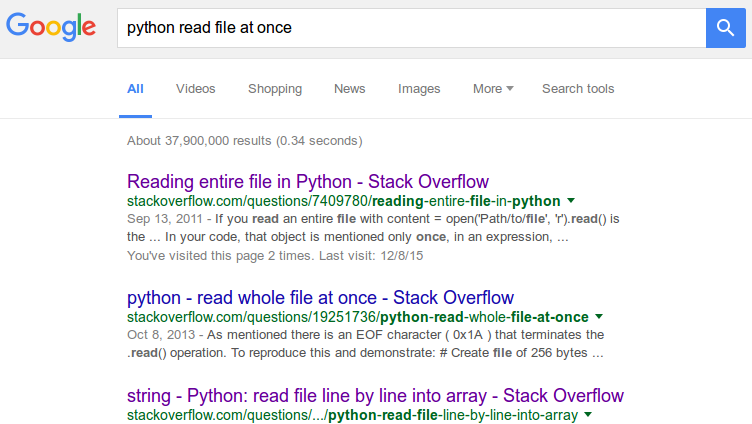 Google
python read file at once
All Videos Shopping News Images More Search tools
About 37,900,000 results (0.34 seconds)
Reading entire file in Python - Stack Overflow
stackoverflow.com/questions/7409780/reading-entire-file-in-python
Sep 13, 2011 - If you read an entire file with content = open('Path/to/file', 'r').read() is
the ... In your code, that object is mentioned only once, in an expression, ...
You've visited this page 2 times. Last visit: 12/8/15
python - read whole file at once - Stack Overflow
stackoverflow.com/questions/19251736/python-read-whole-file-at-once
Oct 8, 2013 - As mentioned there is an EOF character ( 0x1A ) that terminates the
.read() operation. To reproduce this and demonstrate: # Create file of 256 bytes ...
string - Python: read file line by line into array - Stack Overflow
stackoverflow.com/questions/.../python-read-file-line-by-line-into-array